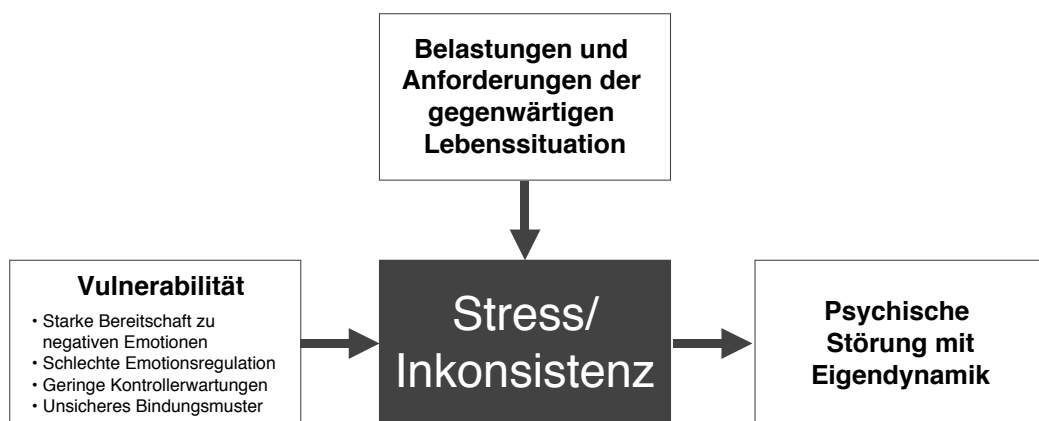 Belastungen und
Anforderungen der
gegenwärtigen
Lebenssituation
Vulnerabilität
• Starke Bereitschaft zu
negativen Emotionen
• Schlechte Emotionsregulation
• Geringe Kontrollerwartungen
• Unsicheres Bindungsmuster
Stress/
Inkonsistenz
Psychische
Störung mit
Eigendynamik